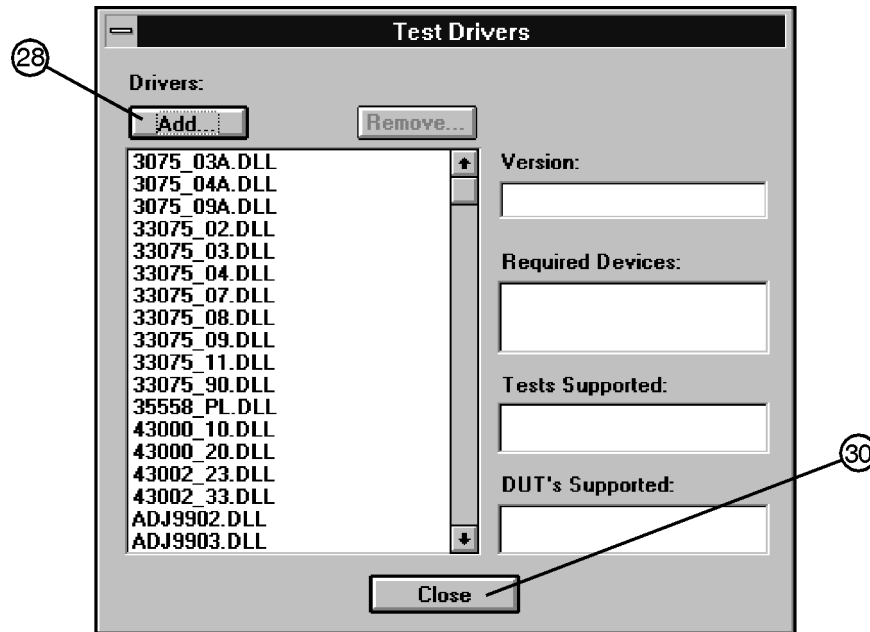 Test Drivers
28
Drivers:
Add...
Remove...
3075_03A.DLL
3075_04A.DLL
3075_09A.DLL
33075_02.DLL
33075_03.DLL
33075_04.DLL
33075_07.DLL
33075_08.DLL
33075_09.DLL
33075_11.DLL
33075_90.DLL
35558_PL.DLL
43000_10.DLL
43000_20.DLL
43002_23.DLL
43002_33.DLL
ADJ9902.DLL
ADJ9903.DLL
Version:
Required Devices:
Tests Supported:
DUT's Supported:
30
Close